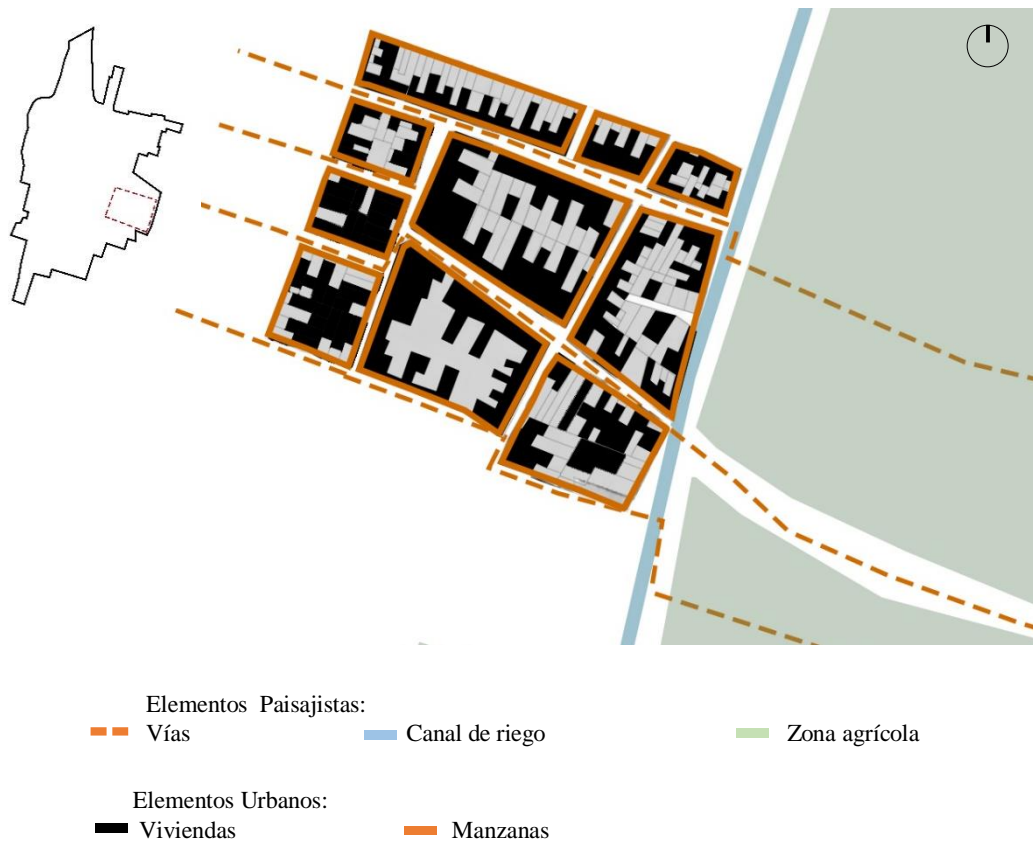 Elementos Paisajistas:
Vías
Canal de riego
Zona agrícola
Elementos Urbanos:
Viviendas
Manzanas